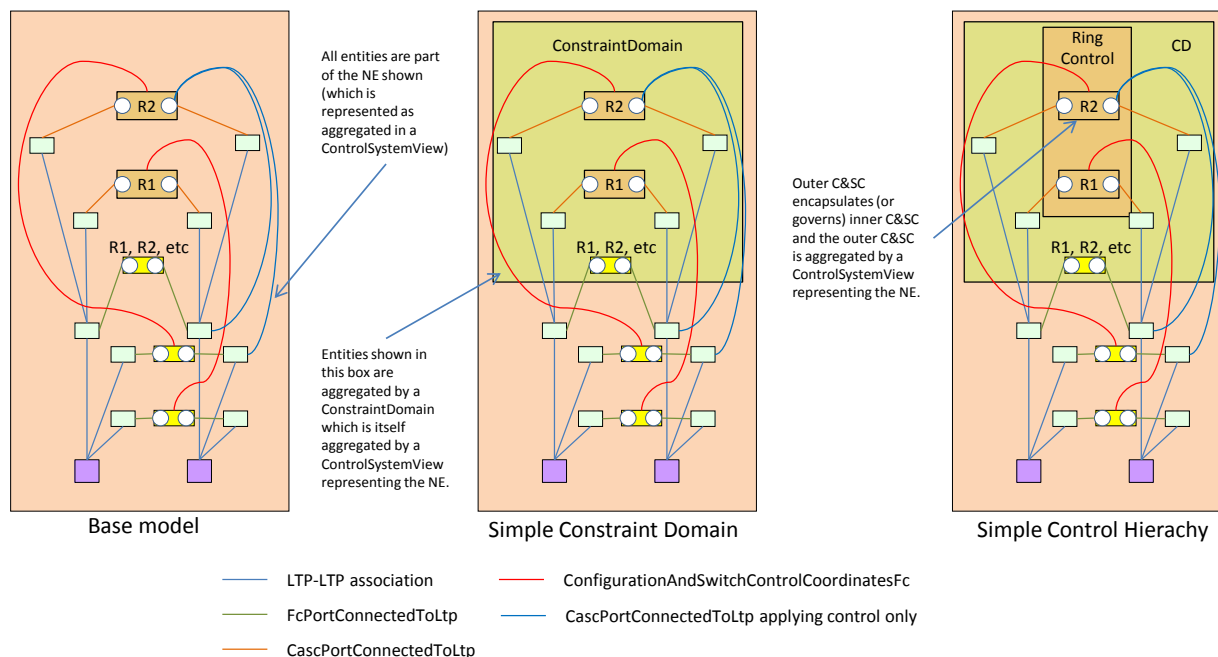 All entities are part
of the NE shown
(which is
represented as
aggregated in a
ControlSystemView)
R2
R1
R1, R2, etc
Base model
Entities shown in
this box are
aggregated by a
ConstraintDomain
which is itself
aggregated by a
ControlSystemView
representing the NE.
ConstraintDomain
R2
R1
R1, R2, etc
Simple Constraint Domain
Outer C&SC
encapsulates (or
governs) inner C&SC
and the outer C&SC
is aggregated by a
ControlSystemView
representing the NE.
Ring
Control
CD
R2
R1
R1, R2, etc
Simple Control Hierachy
LTP-LTP association
FcPortConnectedToLtp
CascPortConnectedToLtp
ConfigurationAndSwitchControlCoordinatesFc
CascPortConnectedToLtp applying control only